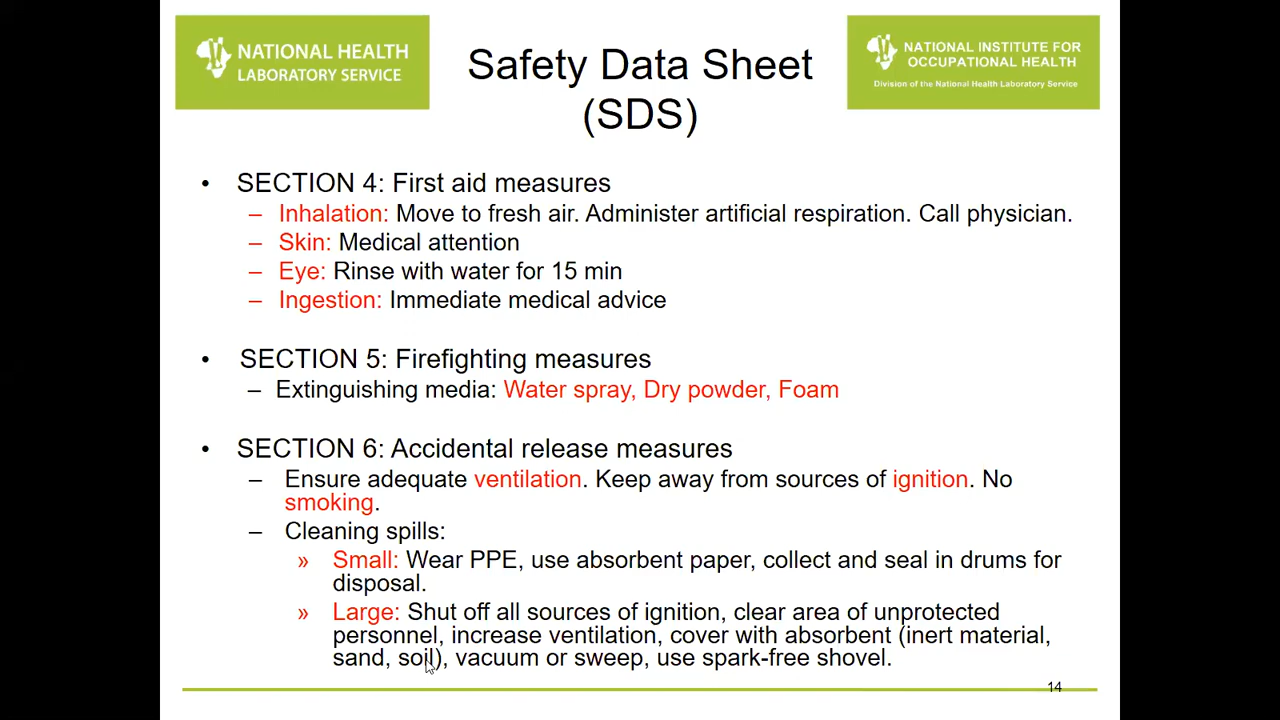 NATIONAL HEALTH
LABORATORY SERVICE
Safety Data Sheet
(SDS)
NATIONAL INSTITUTE FOR
OCCUPATIONAL HEALTH
Division of the National Health Laboratory Service
• SECTION 4: First aid measures
– Inhalation: Move to fresh air. Administer artificial respiration. Call physician.
– Skin: Medical attention
– Eye: Rinse with water for 15 min
– Ingestion: Immediate medical advice
• SECTION 5: Firefighting measures
– Extinguishing media: Water spray, Dry powder, Foam
• SECTION 6: Accidental release measures
– Ensure adequate ventilation. Keep away from sources of ignition. No
smoking.
– Cleaning spills:
» Small: Wear PPE, use absorbent paper, collect and seal in drums for
disposal.
» Large: Shut off all sources of ignition, clear area of unprotected
personnel, increase ventilation, cover with absorbent (inert material,
sand, soil), vacuum or sweep, use spark-free shovel.
14